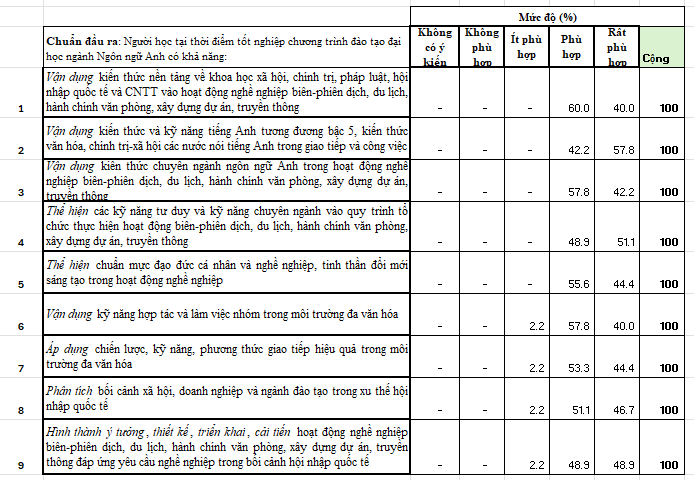 Mức độ (%)
Chuẩn đầu ra: Người học tại thời điểm tốt nghiệp chương trình đào tạo đại
học ngành Ngôn ngữ Anh có khả năng:
Không
có ý
kiến
Không
phù
hợp
Ít phù
hợp
Phù
hợp
Rất
phù
hợp
Cộng
Vận dụng kiến thức nền tảng về khoa học xã hội, chính trị, pháp luật, hội
nhập quốc tế và CNTT vào hoạt động nghề nghiệp biên-phiên dịch, du lịch,
hành chính văn phòng, xây dựng dự án, truyền thông
1 - - - 60.0 40.0 100
Vận dụng kiến thức và kỹ năng tiếng Anh tương đương bậc 5, kiến thức
văn hóa, chính trị-xã hội các nước nói tiếng Anh trong giao tiếp và công việc
2 - - - 42.2 57.8 100
Vận dụng kiến thức chuyên ngành ngôn ngữ Anh trong hoạt động nghề
nghiệp biên-phiên dịch, du lịch, hành chính văn phòng, xây dựng dự án,
truyền thông
3 - - - 57.8 42.2 100
Thể hiện các kỹ năng tư duy và kỹ năng chuyên ngành vào quy trình tổ
chức thực hiện hoạt động biên-phiên dịch, du lịch, hành chính văn phòng,
xây dựng dự án, truyền thông
4 - - - 48.9 51.1 100
Thể hiện chuẩn mực đạo đức cá nhân và nghề nghiệp, tinh thần đổi mới
sáng tạo trong hoạt động nghề nghiệp
5 - - - 55.6 44.4 100
Vận dụng kỹ năng hợp tác và làm việc nhóm trong môi trường đa văn hóa
6 - - 2.2 57.8 40.0 100
Áp dụng chiến lược, kỹ năng, phương thức giao tiếp hiệu quả trong môi
trường đa văn hóa
7 - - 2.2 53.3 44.4 100
Phân tích bối cảnh xã hội, doanh nghiệp và ngành đào tạo trong xu thế hội
nhập quốc tế
8 - - 2.2 51.1 46.7 100
Hình thành ý tưởng, thiết kế, triển khai, cải tiến hoạt động nghề nghiệp
biên-phiên dịch, du lịch, hành chính văn phòng, xây dựng dự án, truyền
thông đáp ứng yêu cầu nghề nghiệp trong bối cảnh hội nhập quốc tế
9 - - 2.2 48.9 48.9 100